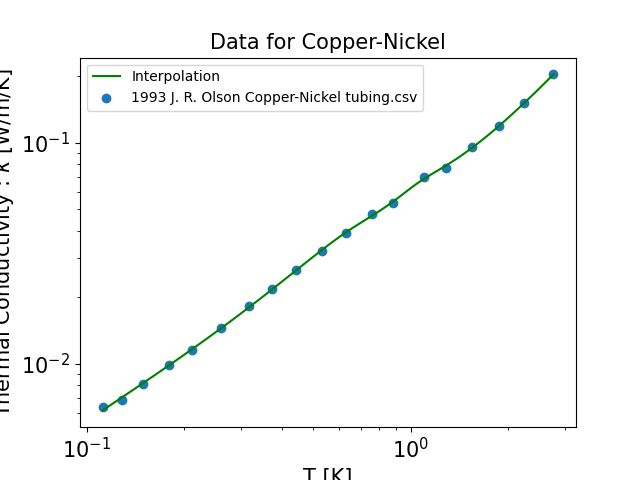 Data for Copper-Nickel
Interpolation
1993 J. R. Olson Copper-Nickel tubing.csv
Thermal Conductivity : k [W/m/K]
10⁻¹
10⁻²
10⁻¹
10⁰
T [K]